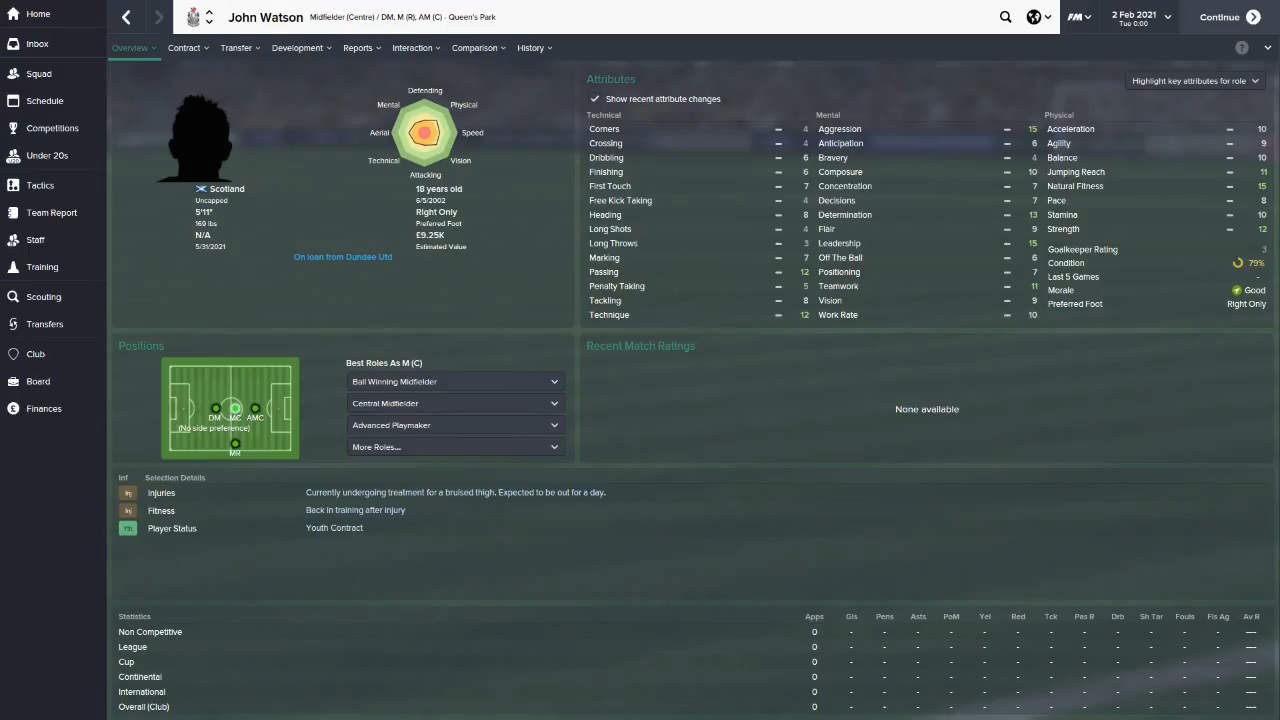 Home
Inbox
Squad
Schedule
Competitions
Under 20s
Tactics
Team Report
Staff
Training
Scouting
Transfers
Club
Board
Finances
John Watson Midfielder (Centre) / DM, M (R), AM (C) - Queen's Park
FM 2 Feb 2021 Continue
Tue 0:00
Overview Contract Transfer Development Reports Interaction Comparison History ?
Defending
Mental Physical
Aerial Speed
Technical Vision
Attacking
Scotland 18 years old
Uncapped 6/5/2002
5'11" Right Only
169 lbs Preferred Foot
N/A £9.25K
5/31/2021 Estimated Value
On loan from Dundee Utd
Attributes Highlight key attributes for role
Show recent attribute changes
Technical Mental Physical
Corners 4 Aggression 15 Acceleration 10
Crossing 4 Anticipation 6 Agility 9
Dribbling 6 Bravery 4 Balance 10
Finishing 6 Composure 10 Jumping Reach 11
First Touch 7 Concentration 7 Natural Fitness 15
Free Kick Taking 4 Decisions 7 Pace 8
Heading 8 Determination 13 Stamina 10
Long Shots 4 Flair 9 Strength 12
Long Throws 3 Leadership 15
Marking 7 Off The Ball 6
Passing 12 Positioning 7
Penalty Taking 5 Teamwork 11
Tackling 8 Vision 9
Technique 12 Work Rate 10
Goalkeeper Rating 3
Condition 79%
Last 5 Games -
Morale Good
Preferred Foot Right Only
Positions
DM MC AMC
(No side preference)
MR
Best Roles As M (C)
Ball Winning Midfielder
Central Midfielder
Advanced Playmaker
More Roles...
Recent Match Ratings
None available
Inf Selection Details
Inj Injuries Currently undergoing treatment for a bruised thigh. Expected to be out for a day.
Inj Fitness Back in training after injury
Yth Player Status Youth Contract
Statistics Apps Gls Pens Asts PoM Yel Red Tck Pas R Drb Sh Tar Fouls Fls Ag Av R
Non Competitive 0 - - - - - - - - - - - - ---
League 0 - - - - - - - - - - - - ---
Cup 0 - - - - - - - - - - - - ---
Continental 0 - - - - - - - - - - - - ---
International 0 - - - - - - - - - - - - ---
Overall (Club) 0 - - - - - - - - - - - - ---